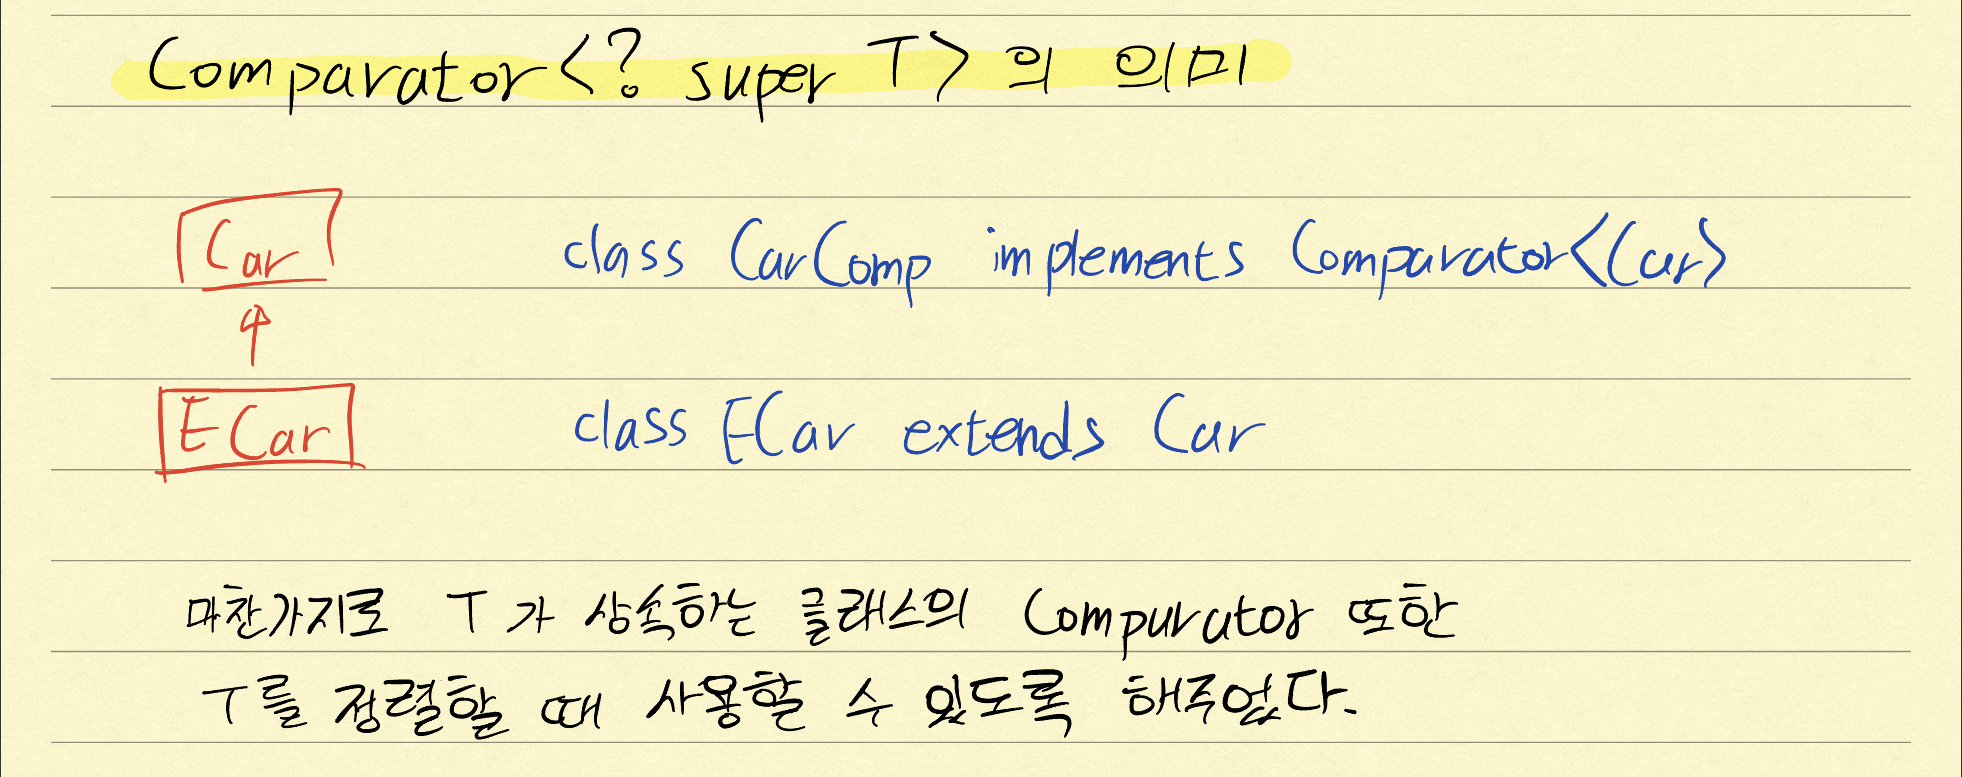 Comparator<? super T>의 의미
Car
class CarComp implements Comparator<Car>
ECar
class ECar extends Car
마찬가지로 T가 상속하는 클래스의 Comparator 또한
T를 정렬할 때 사용할 수 있도록 해주었다.